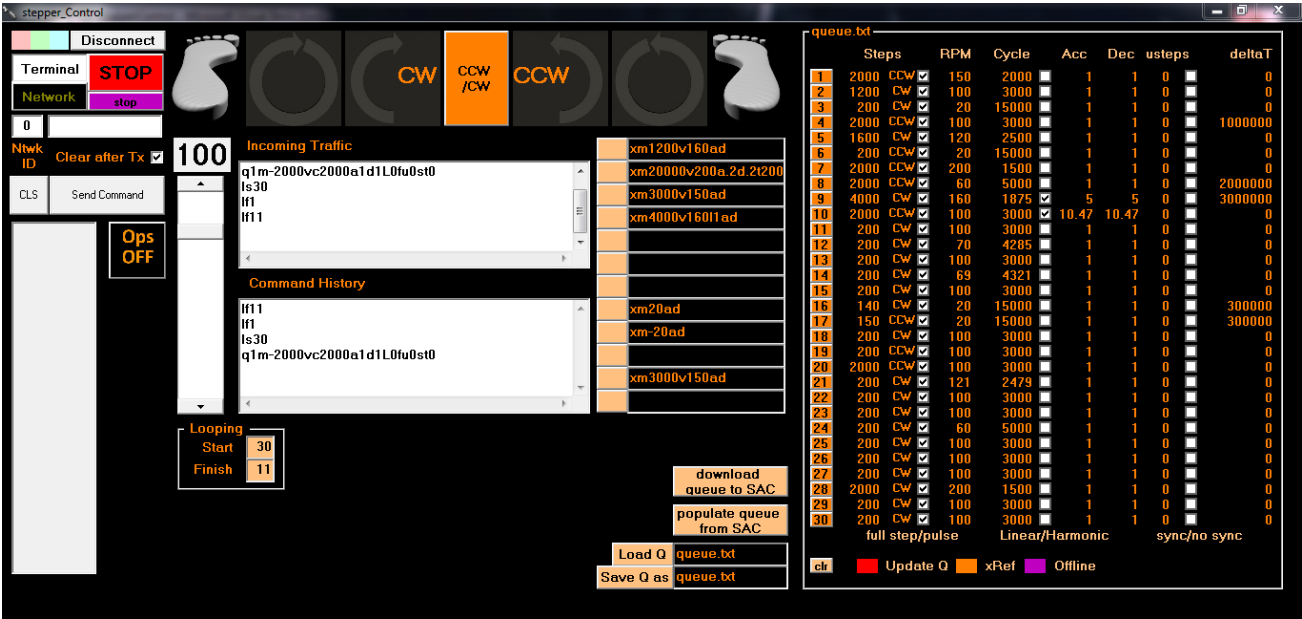 stepper_Control
Disconnect
Terminal STOP
Network stop
0
Ntwk ID Clear after Tx
CLS Send Command
Ops OFF
CW CCW /CW CCW
100
Incoming Traffic
q1m-2000vc2000a1d1L0fu0st0
ls30
lf1
lf11
Command History
lf11
lf1
ls30
q1m-2000vc2000a1d1L0fu0st0
Looping
Start 30
Finish 11
xm1200v160ad
xm20000v200a.2d.2t200
xm3000v150ad
xm4000v160l1ad
xm20ad
xm-20ad
xm3000v150ad
download queue to SAC
populate queue from SAC
Load Q queue.txt
Save Q as queue.txt
queue.txt
Steps RPM Cycle Acc Dec usteps deltaT
1 2000 CCW 150 2000 1 1 0 0
2 1200 CW 100 3000 1 1 0 0
3 200 CW 20 15000 1 1 0 0
4 2000 CCW 100 3000 1 1 0 1000000
5 1600 CW 120 2500 1 1 0 0
6 200 CCW 20 15000 1 1 0 0
7 2000 CCW 200 1500 1 1 0 0
8 2000 CCW 60 5000 1 1 0 2000000
9 4000 CW 160 1875 5 5 0 3000000
10 2000 CCW 100 3000 10.47 10.47 0 0
11 200 CW 100 3000 1 1 0 0
12 200 CW 70 4285 1 1 0 0
13 200 CW 100 3000 1 1 0 0
14 200 CW 69 4321 1 1 0 0
15 200 CW 100 3000 1 1 0 0
16 140 CW 20 15000 1 1 0 300000
17 150 CCW 20 15000 1 1 0 300000
18 200 CW 100 3000 1 1 0 0
19 200 CCW 100 3000 1 1 0 0
20 2000 CCW 100 3000 1 1 0 0
21 200 CW 121 2479 1 1 0 0
22 200 CW 100 3000 1 1 0 0
23 200 CW 100 3000 1 1 0 0
24 200 CW 60 5000 1 1 0 0
25 200 CW 100 3000 1 1 0 0
26 200 CW 100 3000 1 1 0 0
27 200 CW 100 3000 1 1 0 0
28 2000 CW 200 1500 1 1 0 0
29 200 CW 100 3000 1 1 0 0
30 200 CW 100 3000 1 1 0 0
full step/pulse Linear/Harmonic sync/no sync
clr Update Q xRef Offline